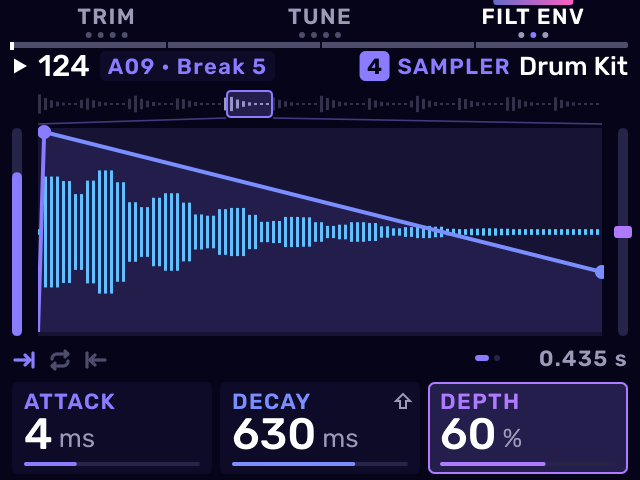 TRIM TUNE FILT ENV
124 A09 • Break 5 4 SAMPLER Drum Kit
0.435 s
ATTACK DECAY DEPTH
4 ms 630 ms 60 %